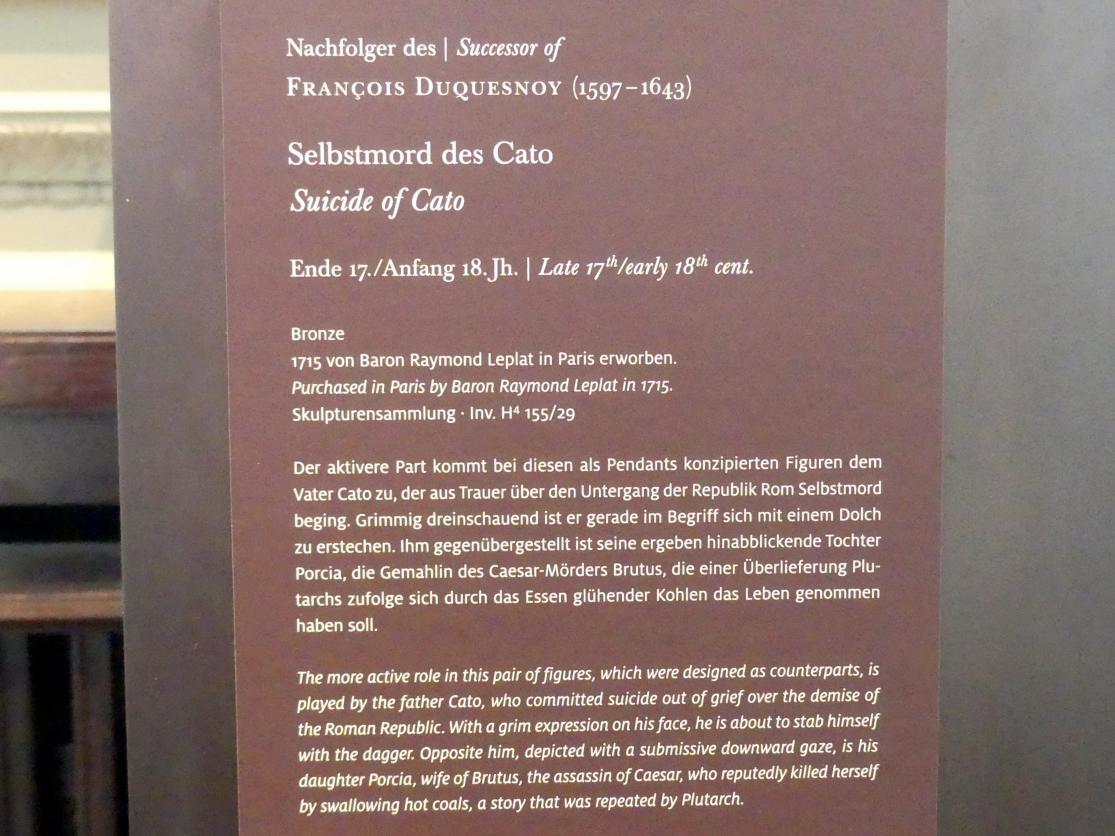 Nachfolger des | Successor of
FRANÇOIS DUQUESNOY (1597–1643)
Selbstmord des Cato
Suicide of Cato
Ende 17./Anfang 18. Jh. | Late 17th/early 18th cent.
Bronze
1715 von Baron Raymond Leplat in Paris erworben.
Purchased in Paris by Baron Raymond Leplat in 1715.
Skulpturensammlung · Inv. H⁴ 155/29
Der aktivere Part kommt bei diesen als Pendants konzipierten Figuren dem
Vater Cato zu, der aus Trauer über den Untergang der Republik Rom Selbstmord
beging. Grimmig dreinschauend ist er gerade im Begriff sich mit einem Dolch
zu erstechen. Ihm gegenübergestellt ist seine ergeben hinabblickende Tochter
Porcia, die Gemahlin des Caesar-Mörders Brutus, die einer Überlieferung Plu-
tarchs zufolge sich durch das Essen glühender Kohlen das Leben genommen
haben soll.
The more active role in this pair of figures, which were designed as counterparts, is
played by the father Cato, who committed suicide out of grief over the demise of
the Roman Republic. With a grim expression on his face, he is about to stab himself
with the dagger. Opposite him, depicted with a submissive downward gaze, is his
daughter Porcia, wife of Brutus, the assassin of Caesar, who reputedly killed herself
by swallowing hot coals, a story that was repeated by Plutarch.